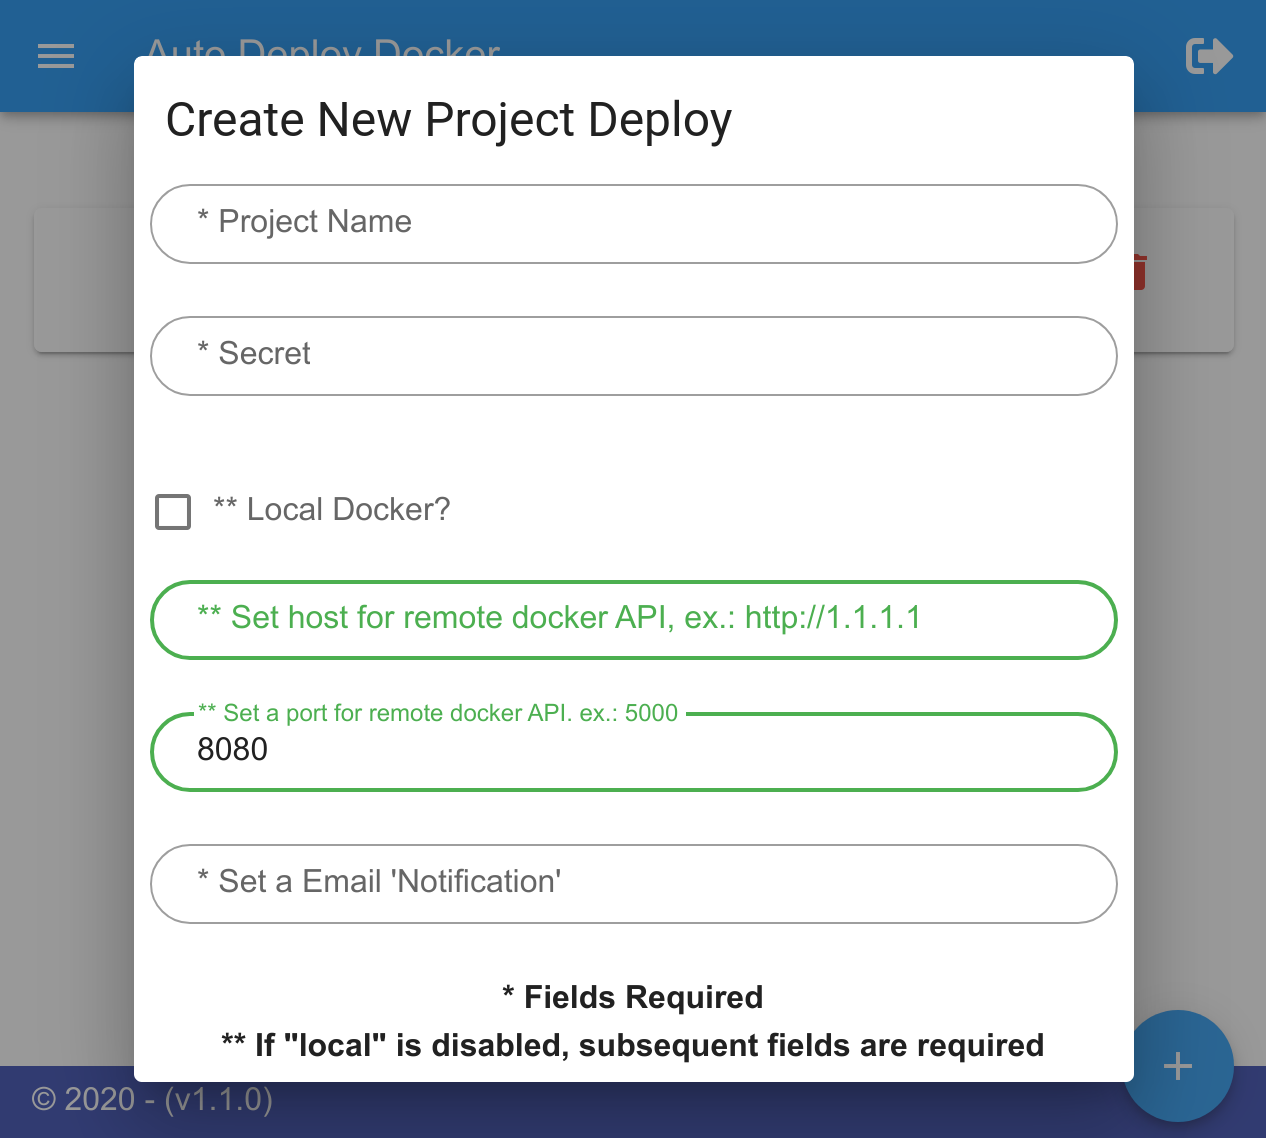 Auto Deploy Docker
Create New Project Deploy
* Project Name
* Secret
** Local Docker?
** Set host for remote docker API, ex.: http://1.1.1.1
** Set a port for remote docker API. ex.: 5000
8080
* Set a Email 'Notification'
* Fields Required
** If "local" is disabled, subsequent fields are required
© 2020 - (v1.1.0)